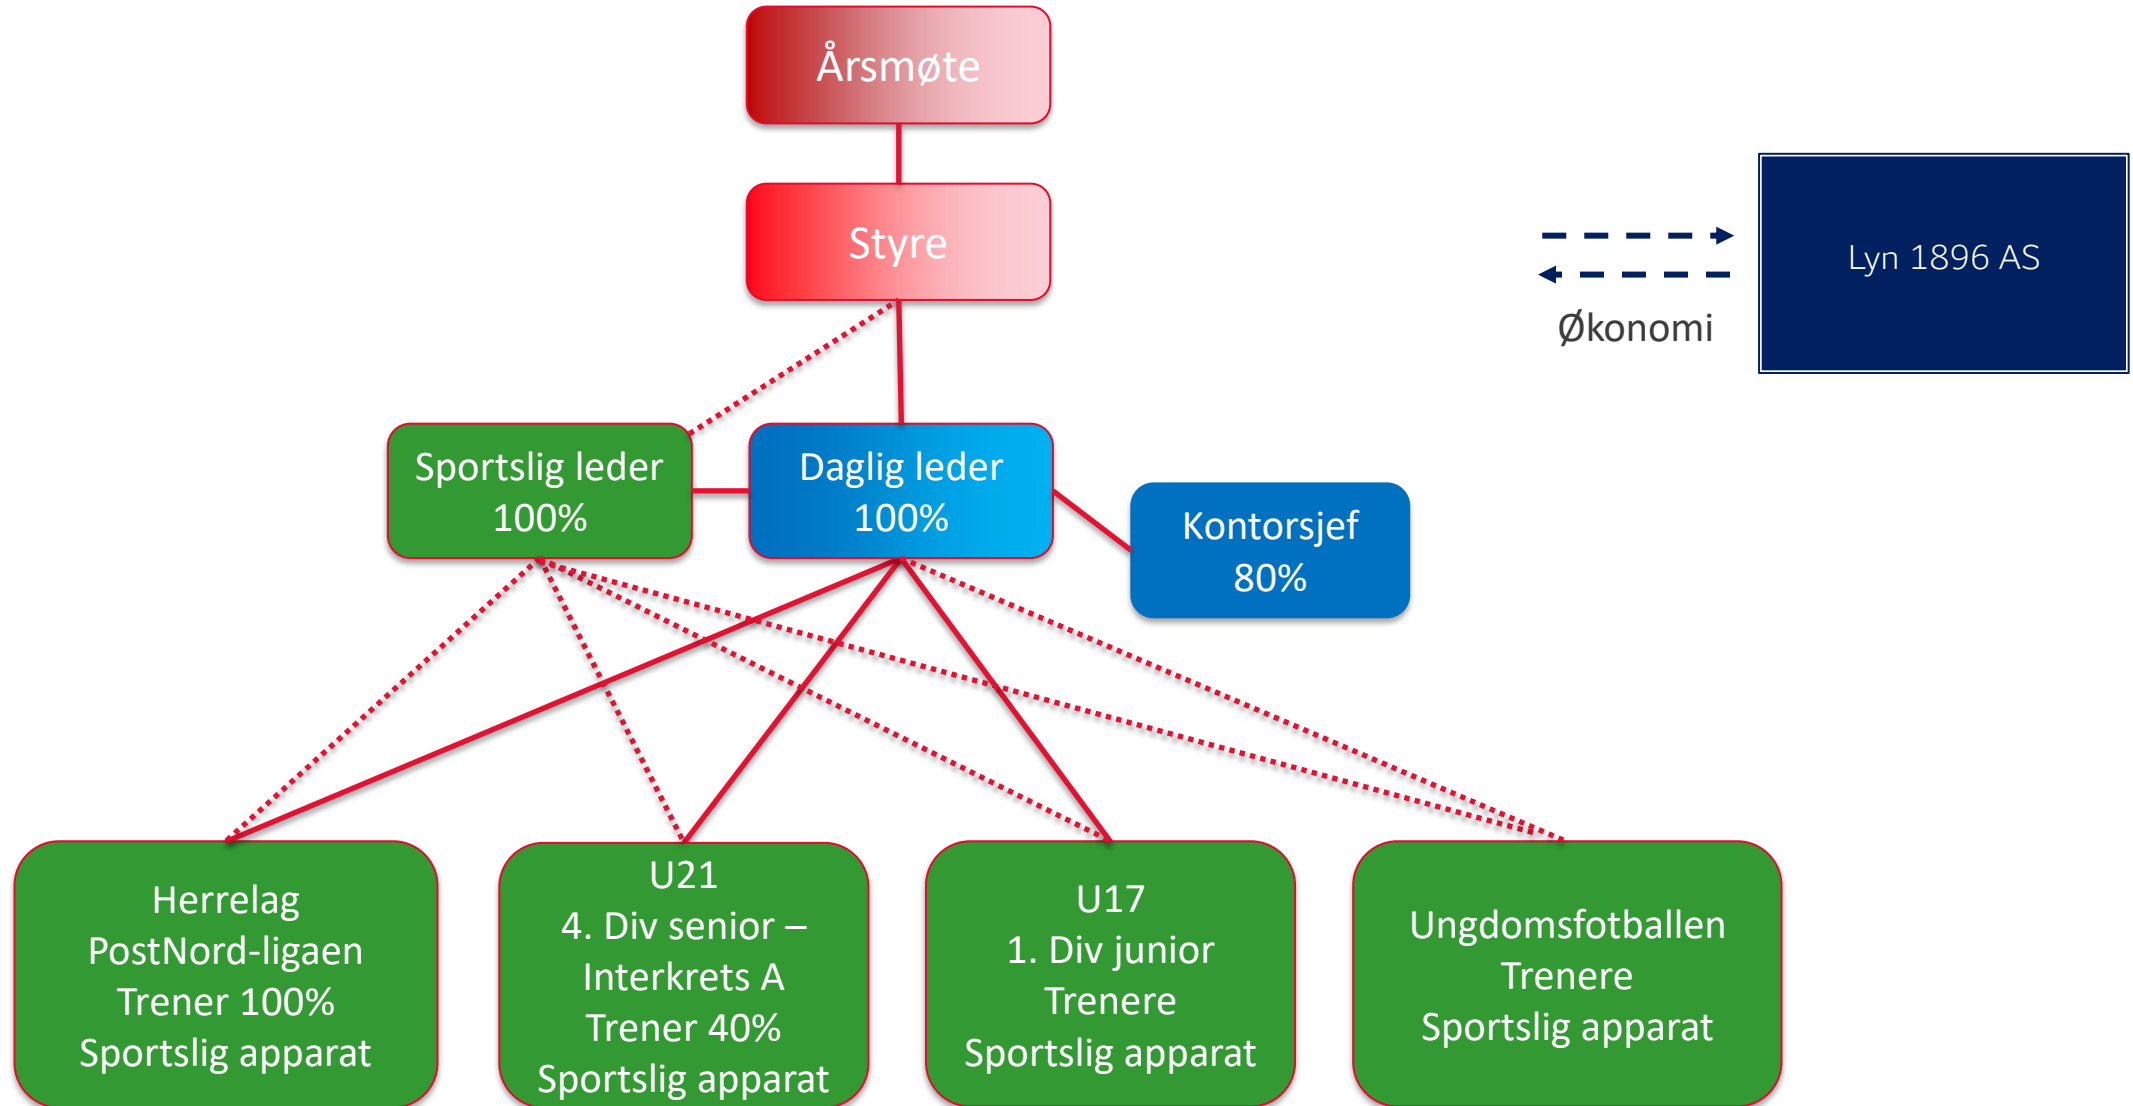 Årsmøte
Styre
Lyn 1896 AS
Økonomi
Sportslig leder
100%
Daglig leder
100%
Kontorsjef
80%
Herrelag
PostNord-ligaen
Trener 100%
Sportslig apparat
U21
4. Div senior –
Interkrets A
Trener 40%
Sportslig apparat
U17
1. Div junior
Trenere
Sportslig apparat
Ungdomsfotballen
Trenere
Sportslig apparat